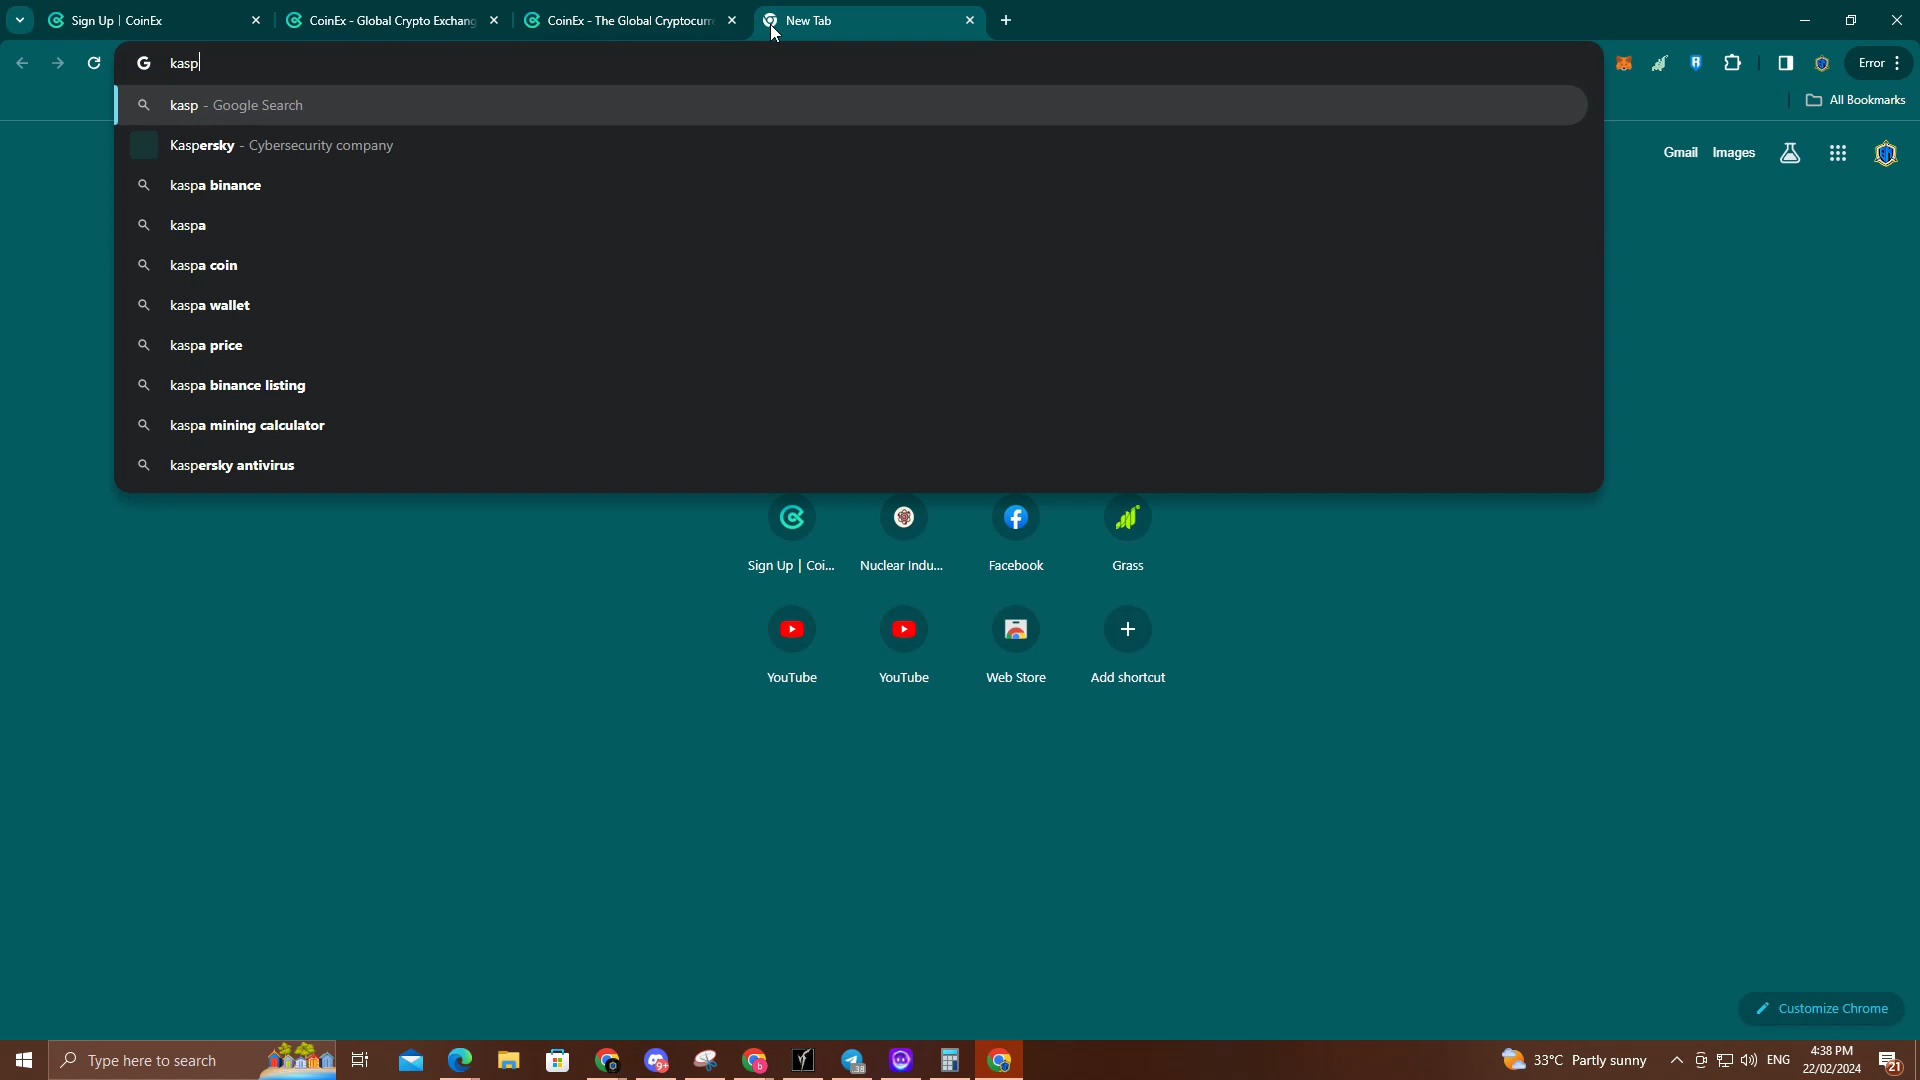 Sign Up | CoinEx
CoinEx - Global Crypto Exchang
CoinEx - The Global Cryptocurr
New Tab
kasp
Error
kasp - Google Search
All Bookmarks
Kaspersky - Cybersecurity company
Gmail Images
kaspa binance
kaspa
kaspa coin
kaspa wallet
kaspa price
kaspa binance listing
kaspa mining calculator
kaspersky antivirus
Sign Up | Coi...
Nuclear Indu...
Facebook
Grass
YouTube
YouTube
Web Store
Add shortcut
Customize Chrome
Type here to search
9+
38
33°C Partly sunny
ENG
4:38 PM
22/02/2024
21